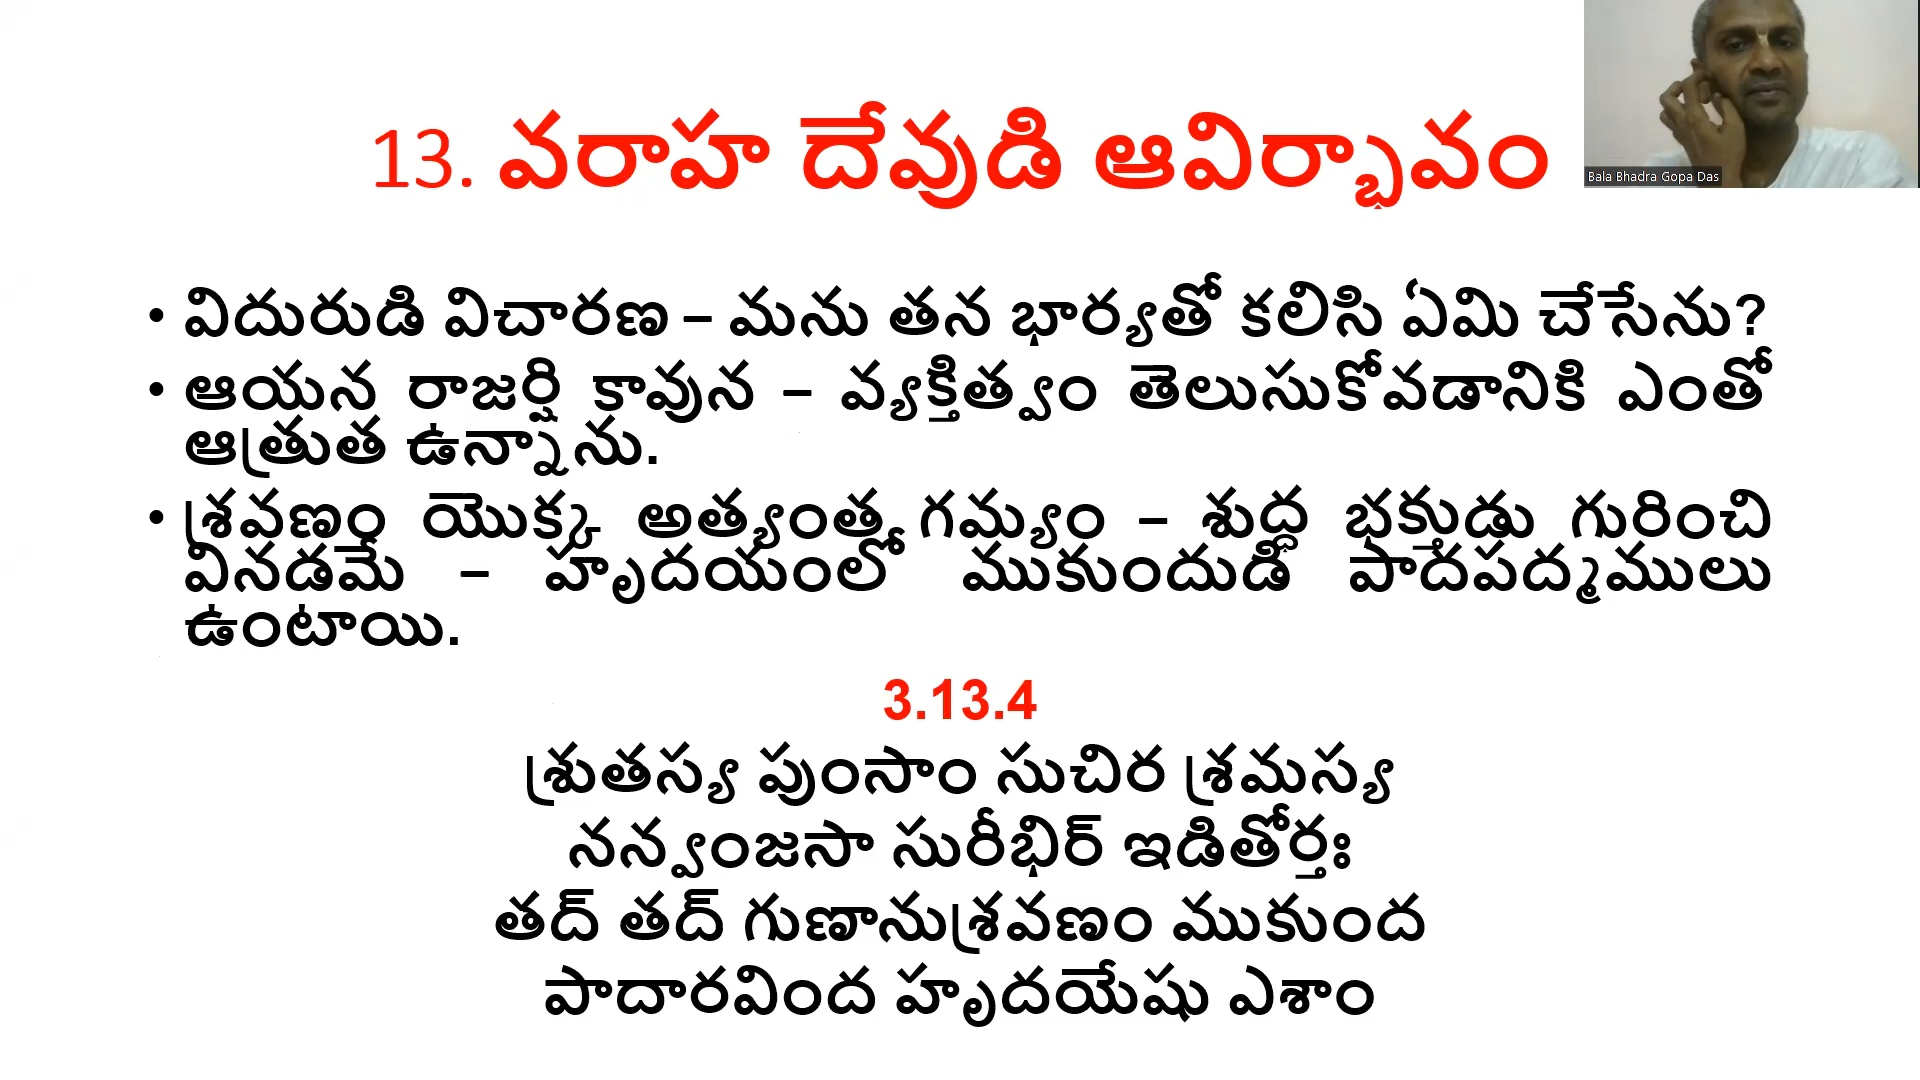 Bala Bhadra Gopa Das
13. వరాహ దేవుడి ఆవిర్భావం
• విదురుడి విచారణ – మను తన భార్యతో కలిసి ఏమి చేసేను?
• ఆయన రాజర్షి కావున – వ్యక్తిత్వం తెలుసుకోవడానికి ఎంతో
ఆత్రుత ఉన్నాను.
• శ్రవణం యొక్క అత్యంత గమ్యం – శుద్ధ భక్తుడు గురించి
వినడమే – హృదయంలో ముకుందుడి పాదపద్మములు
ఉంటాయి.
3.13.4
శ్రుతస్య పుంసాం సుచిర శ్రమస్య
నన్వంజసా సురీభిర్ ఇడితోర్తః
తద్ తద్ గుణానుశ్రవణం ముకుంద
పాదారవింద హృదయేషు ఎశాం